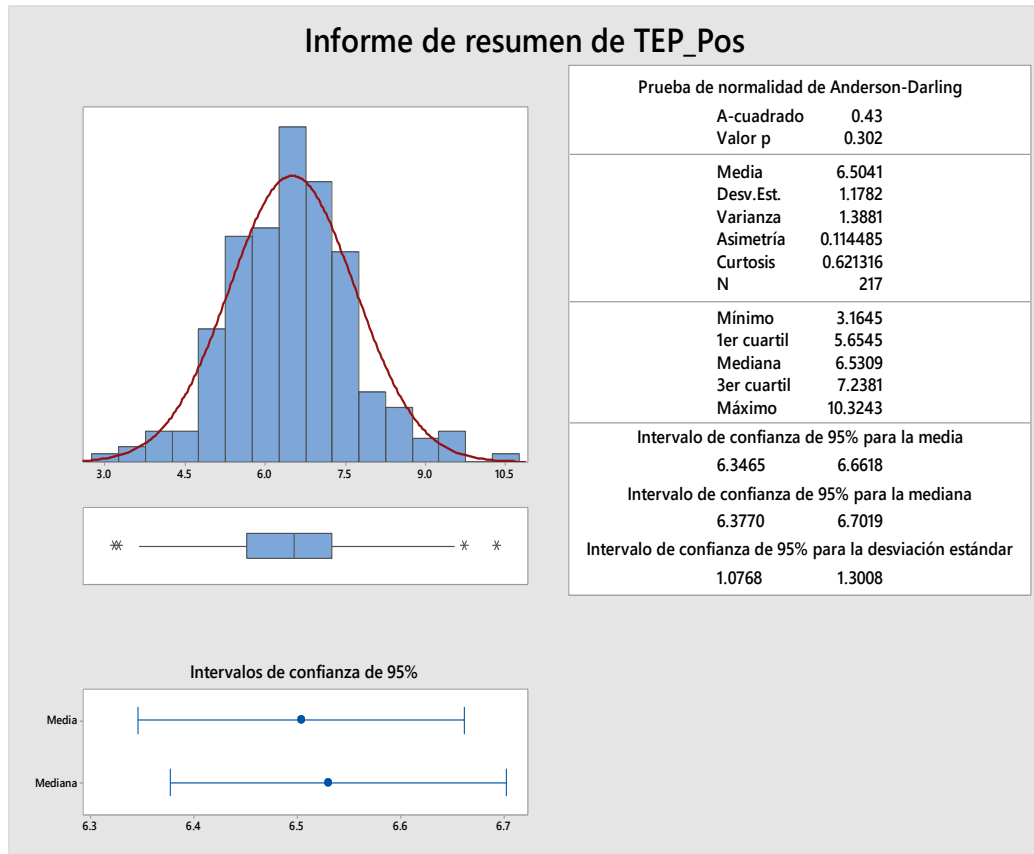 Informe de resumen de TEP_Pos
Prueba de normalidad de Anderson-Darling
A-cuadrado 0.43
Valor p 0.302
Media 6.5041
Desv.Est. 1.1782
Varianza 1.3881
Asimetría 0.114485
Curtosis 0.621316
N 217
Mínimo 3.1645
1er cuartil 5.6545
Mediana 6.5309
3er cuartil 7.2381
Máximo 10.3243
Intervalo de confianza de 95% para la media
6.3465 6.6618
Intervalo de confianza de 95% para la mediana
6.3770 6.7019
Intervalo de confianza de 95% para la desviación estándar
1.0768 1.3008
3.0 4.5 6.0 7.5 9.0 10.5
Intervalos de confianza de 95%
Media
Mediana
6.3 6.4 6.5 6.6 6.7